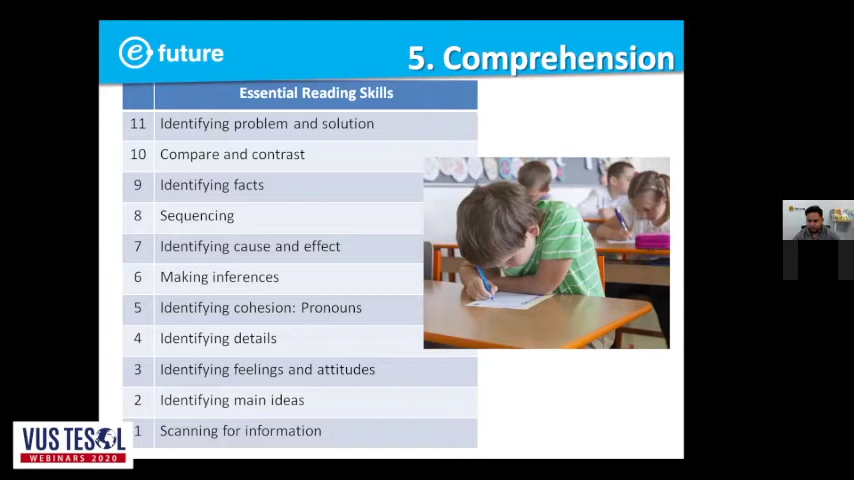 e future
5. Comprehension
Essential Reading Skills
11 Identifying problem and solution
10 Compare and contrast
9 Identifying facts
8 Sequencing
7 Identifying cause and effect
6 Making inferences
5 Identifying cohesion: Pronouns
4 Identifying details
3 Identifying feelings and attitudes
2 Identifying main ideas
1 Scanning for information
VUS TESOL
WEBINARS 2020